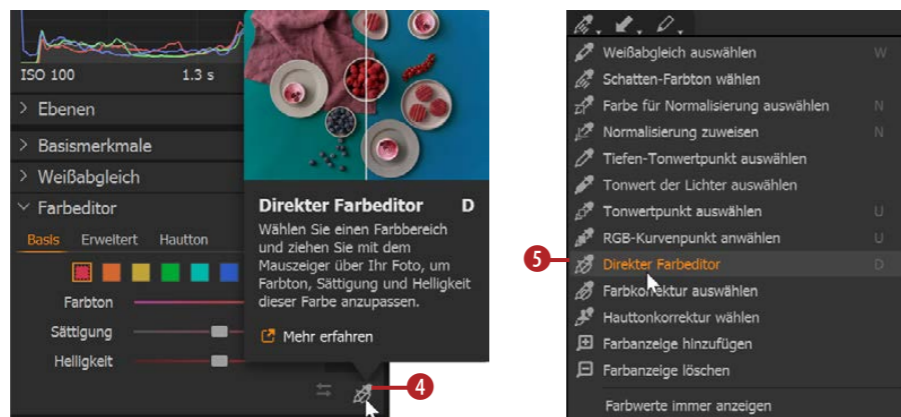 ISO 100 1.3 s
Ebenen
Basismerkmale
Weißabgleich
Farbeditor
Basis Erweitert Hautton
Farbton
Sättigung
Helligkeit
Direkter Farbeditor D
Wählen Sie einen Farbbereich
und ziehen Sie mit dem
Mauszeiger über Ihr Foto, um
Farbton, Sättigung und Helligkeit
dieser Farbe anzupassen.
Mehr erfahren
4
Weißabgleich auswählen W
Schatten-Farbton wählen
Farbe für Normalisierung auswählen N
Normalisierung zuweisen N
Tiefen-Tonwertpunkt auswählen
Tonwert der Lichter auswählen
Tonwertpunkt auswählen U
RGB-Kurvenpunkt anwählen U
5 Direkter Farbeditor D
Farbkorrektur auswählen
Hauttonkorrektur wählen
Farbanzeige hinzufügen
Farbanzeige löschen
Farbwerte immer anzeigen